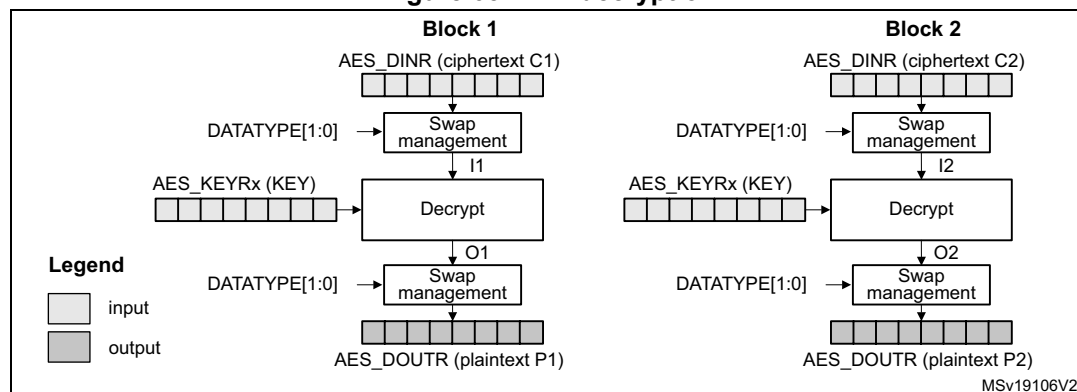 Block 1
AES_DINR (ciphertext C1)
DATATYPE[1:0]
Swap
management
I1
AES_KEYRx (KEY)
Decrypt
O1
DATATYPE[1:0]
Swap
management
AES_DOUTR (plaintext P1)
Block 2
AES_DINR (ciphertext C2)
DATATYPE[1:0]
Swap
management
I2
AES_KEYRx (KEY)
Decrypt
O2
DATATYPE[1:0]
Swap
management
AES_DOUTR (plaintext P2)
Legend
input
output
MSv19106V2